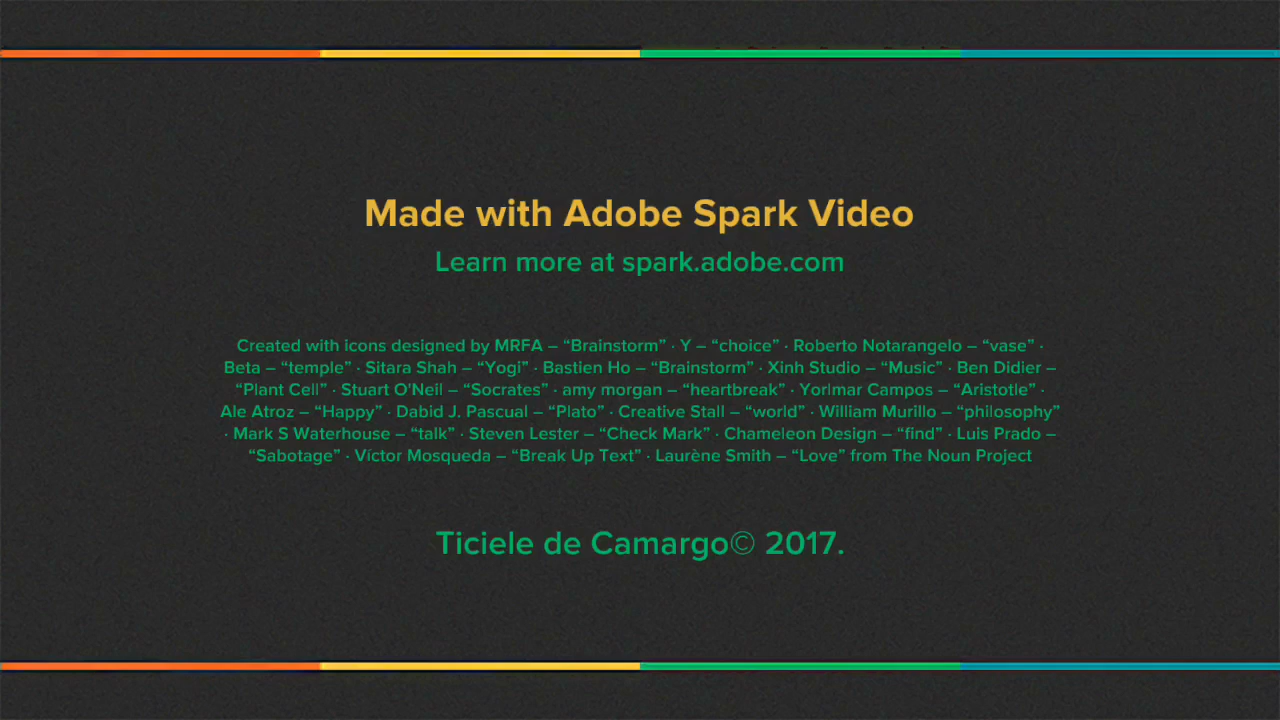 Made with Adobe Spark Video
Learn more at spark.adobe.com
Created with icons designed by MRFA – “Brainstorm” · Y – “choice” · Roberto Notarangelo – “vase” ·
Beta – “temple” · Sitara Shah – “Yogi” · Bastien Ho – “Brainstorm” · Xinh Studio – “Music” · Ben Didier –
“Plant Cell” · Stuart O'Neil – “Socrates” · amy morgan – “heartbreak” · Yorlmar Campos – “Aristotle” ·
Ale Atroz – “Happy” · Dabid J. Pascual – “Plato” · Creative Stall – “world” · William Murillo – “philosophy”
· Mark S Waterhouse – “talk” · Steven Lester – “Check Mark” · Chameleon Design – “find” · Luis Prado –
“Sabotage” · Víctor Mosqueda – “Break Up Text” · Laurène Smith – “Love” from The Noun Project
Ticiele de Camargo© 2017.